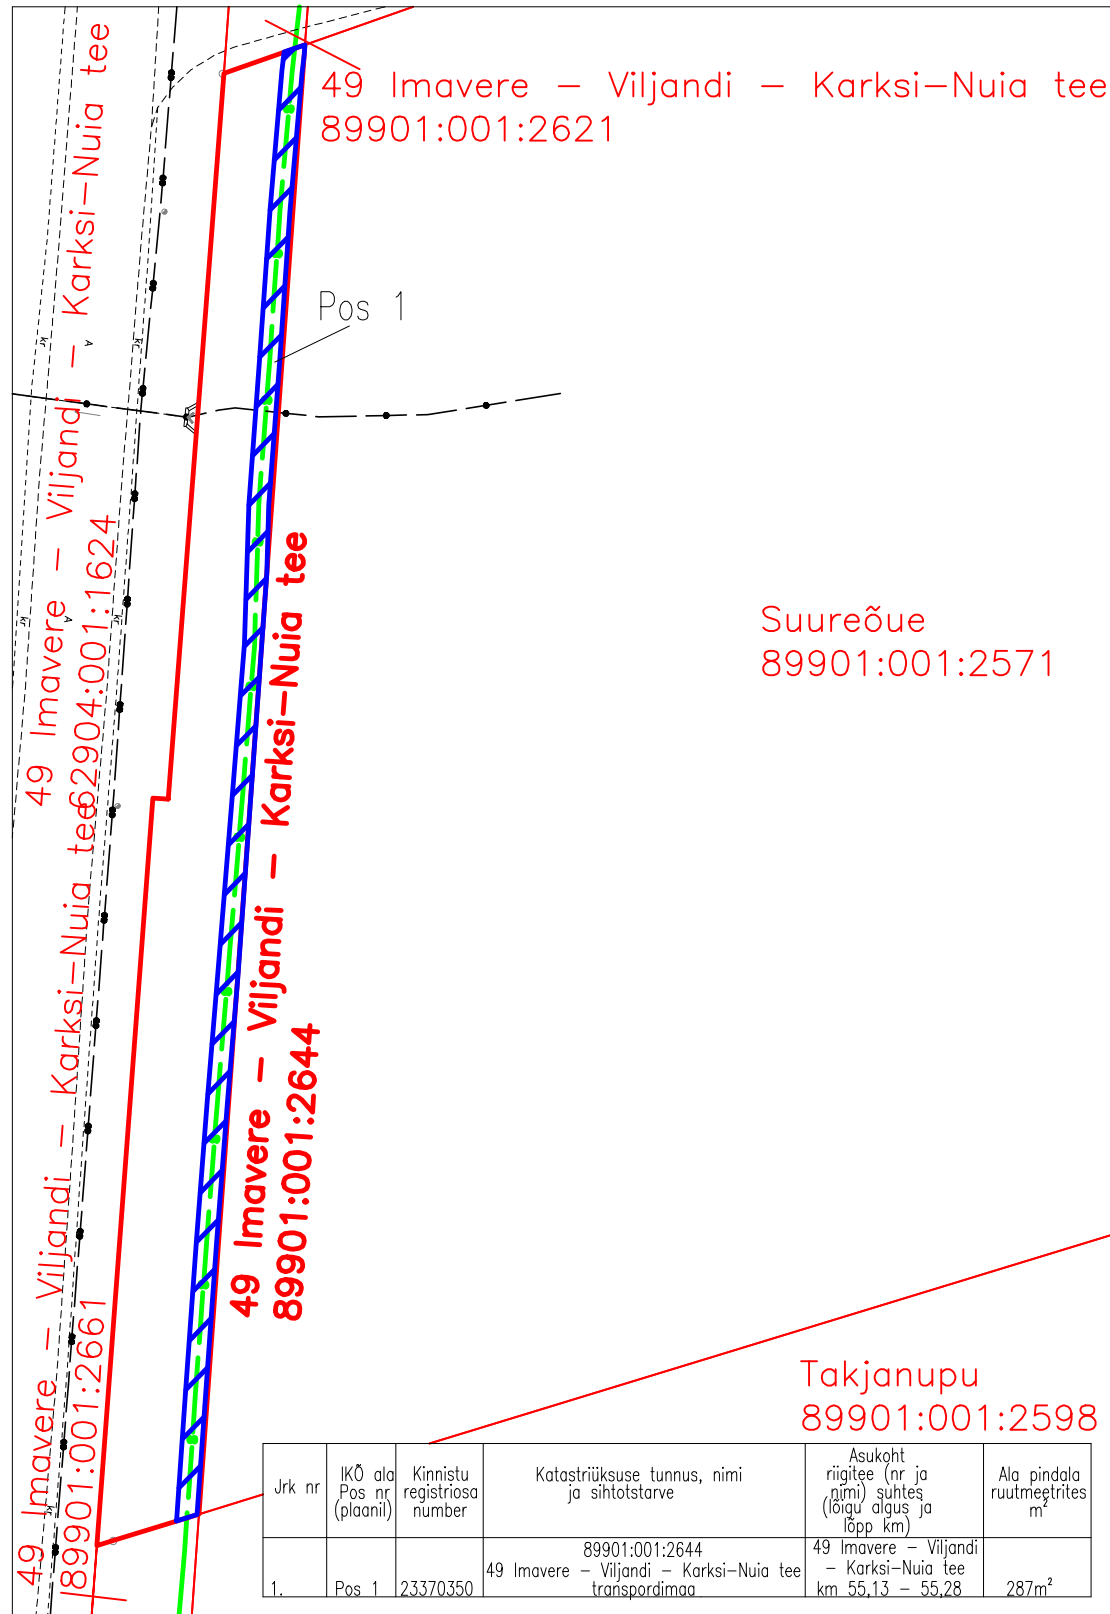 49 Imavere – Viljandi – Karksi–Nuia tee
89901:001:2621
49 Imavere – Viljandi – Karksi–Nuia tee
62904:001:1624
Pos 1
kr
A
kr
kr
A
kr
Suureõue
89901:001:2571
49 Imavere – Viljandi – Karksi–Nuia tee
89901:001:2644
49 Imavere – Viljandi – Karksi–Nuia tee
89901:001:2661
kr
Takjanupu
89901:001:2598
Jrk nr
IKÕ ala
Pos nr
(plaanil)
Kinnistu
registriosa
number
Katastriüksuse tunnus, nimi
ja sihtotstarve
Asukoht
riigitee (nr ja
nimi) suhtes
(lõigu algus ja
lõpp km)
Ala pindala
ruutmeetrites
m²
1.
Pos 1
23370350
89901:001:2644
49 Imavere – Viljandi – Karksi–Nuia tee
transpordimaa
49 Imavere – Viljandi
– Karksi–Nuia tee
km 55,13 – 55,28
287m²